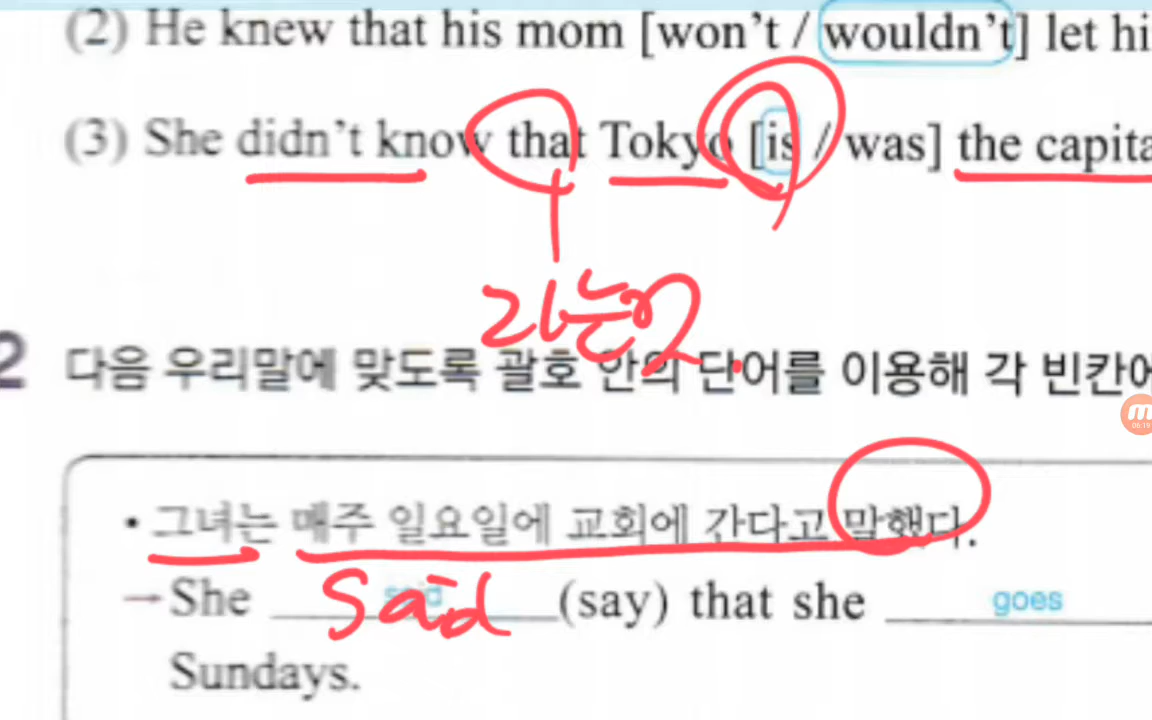 (2) He knew that his mom [won't / wouldn't] let hi
(3) She didn't know that Tokyo [is / was] the capita
라는것
2 다음 우리말에 맞도록 괄호 안의 단어를 이용해 각 빈칸에
• 그녀는 매주 일요일에 교회에 간다고 말했다.
→ She said said (say) that she goes
Sundays.